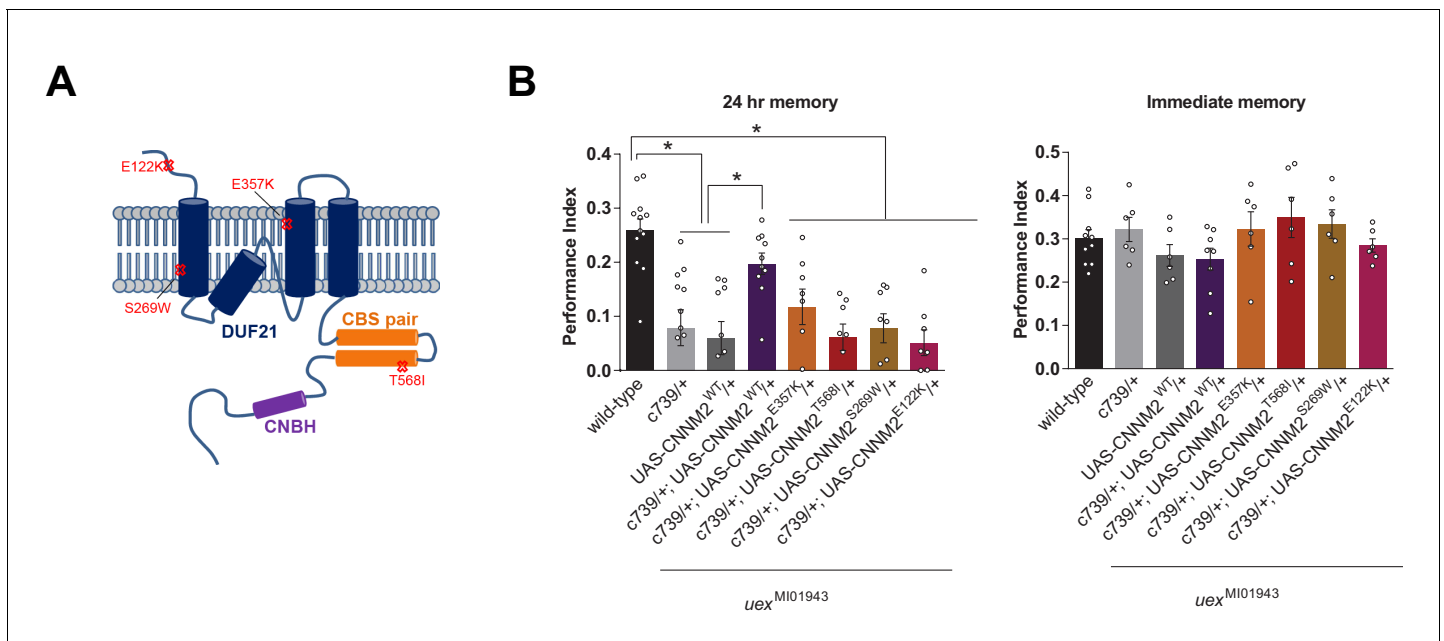 A
E122K
E357K
S269W
DUF21
CBS pair
T568I
CNBH
B
24 hr memory
*
*
*
Performance Index
0.4
0.3
0.2
0.1
0.0
wild-type
c739/+
UAS-CNNM2WT/+
c739/+; UAS-CNNM2WT/+
c739/+; UAS-CNNM2E357K/+
c739/+; UAS-CNNM2T568I/+
c739/+; UAS-CNNM2S269W/+
c739/+; UAS-CNNM2E122K/+
uexMI01943
Immediate memory
Performance Index
0.5
0.4
0.3
0.2
0.1
0.0
wild-type
c739/+
UAS-CNNM2WT/+
c739/+; UAS-CNNM2WT/+
c739/+; UAS-CNNM2E357K/+
c739/+; UAS-CNNM2T568I/+
c739/+; UAS-CNNM2S269W/+
c739/+; UAS-CNNM2E122K/+
uexMI01943